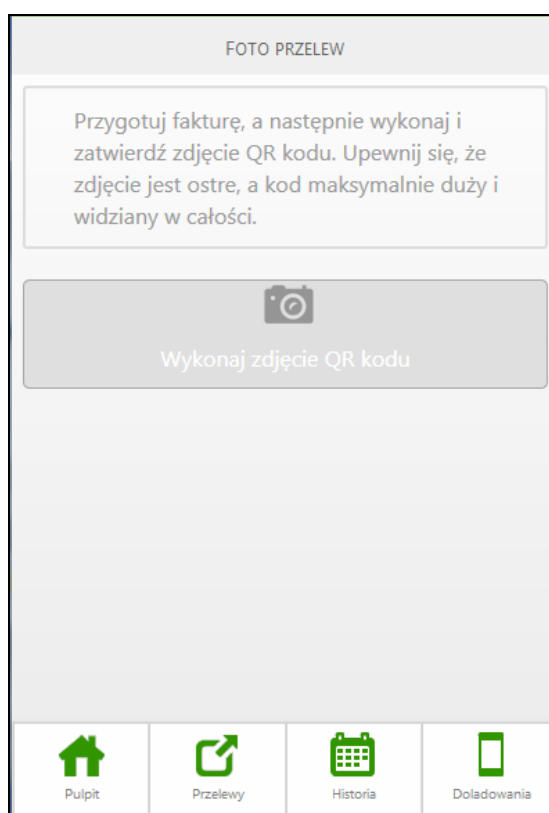 FOTO PRZELEW
Przygotuj fakturę, a następnie wykonaj i
zatwierdź zdjęcie QR kodu. Upewnij się, że
zdjęcie jest ostre, a kod maksymalnie duży i
widziany w całości.
Wykonaj zdjęcie QR kodu
Pulpit Przelewy Historia Doladowania